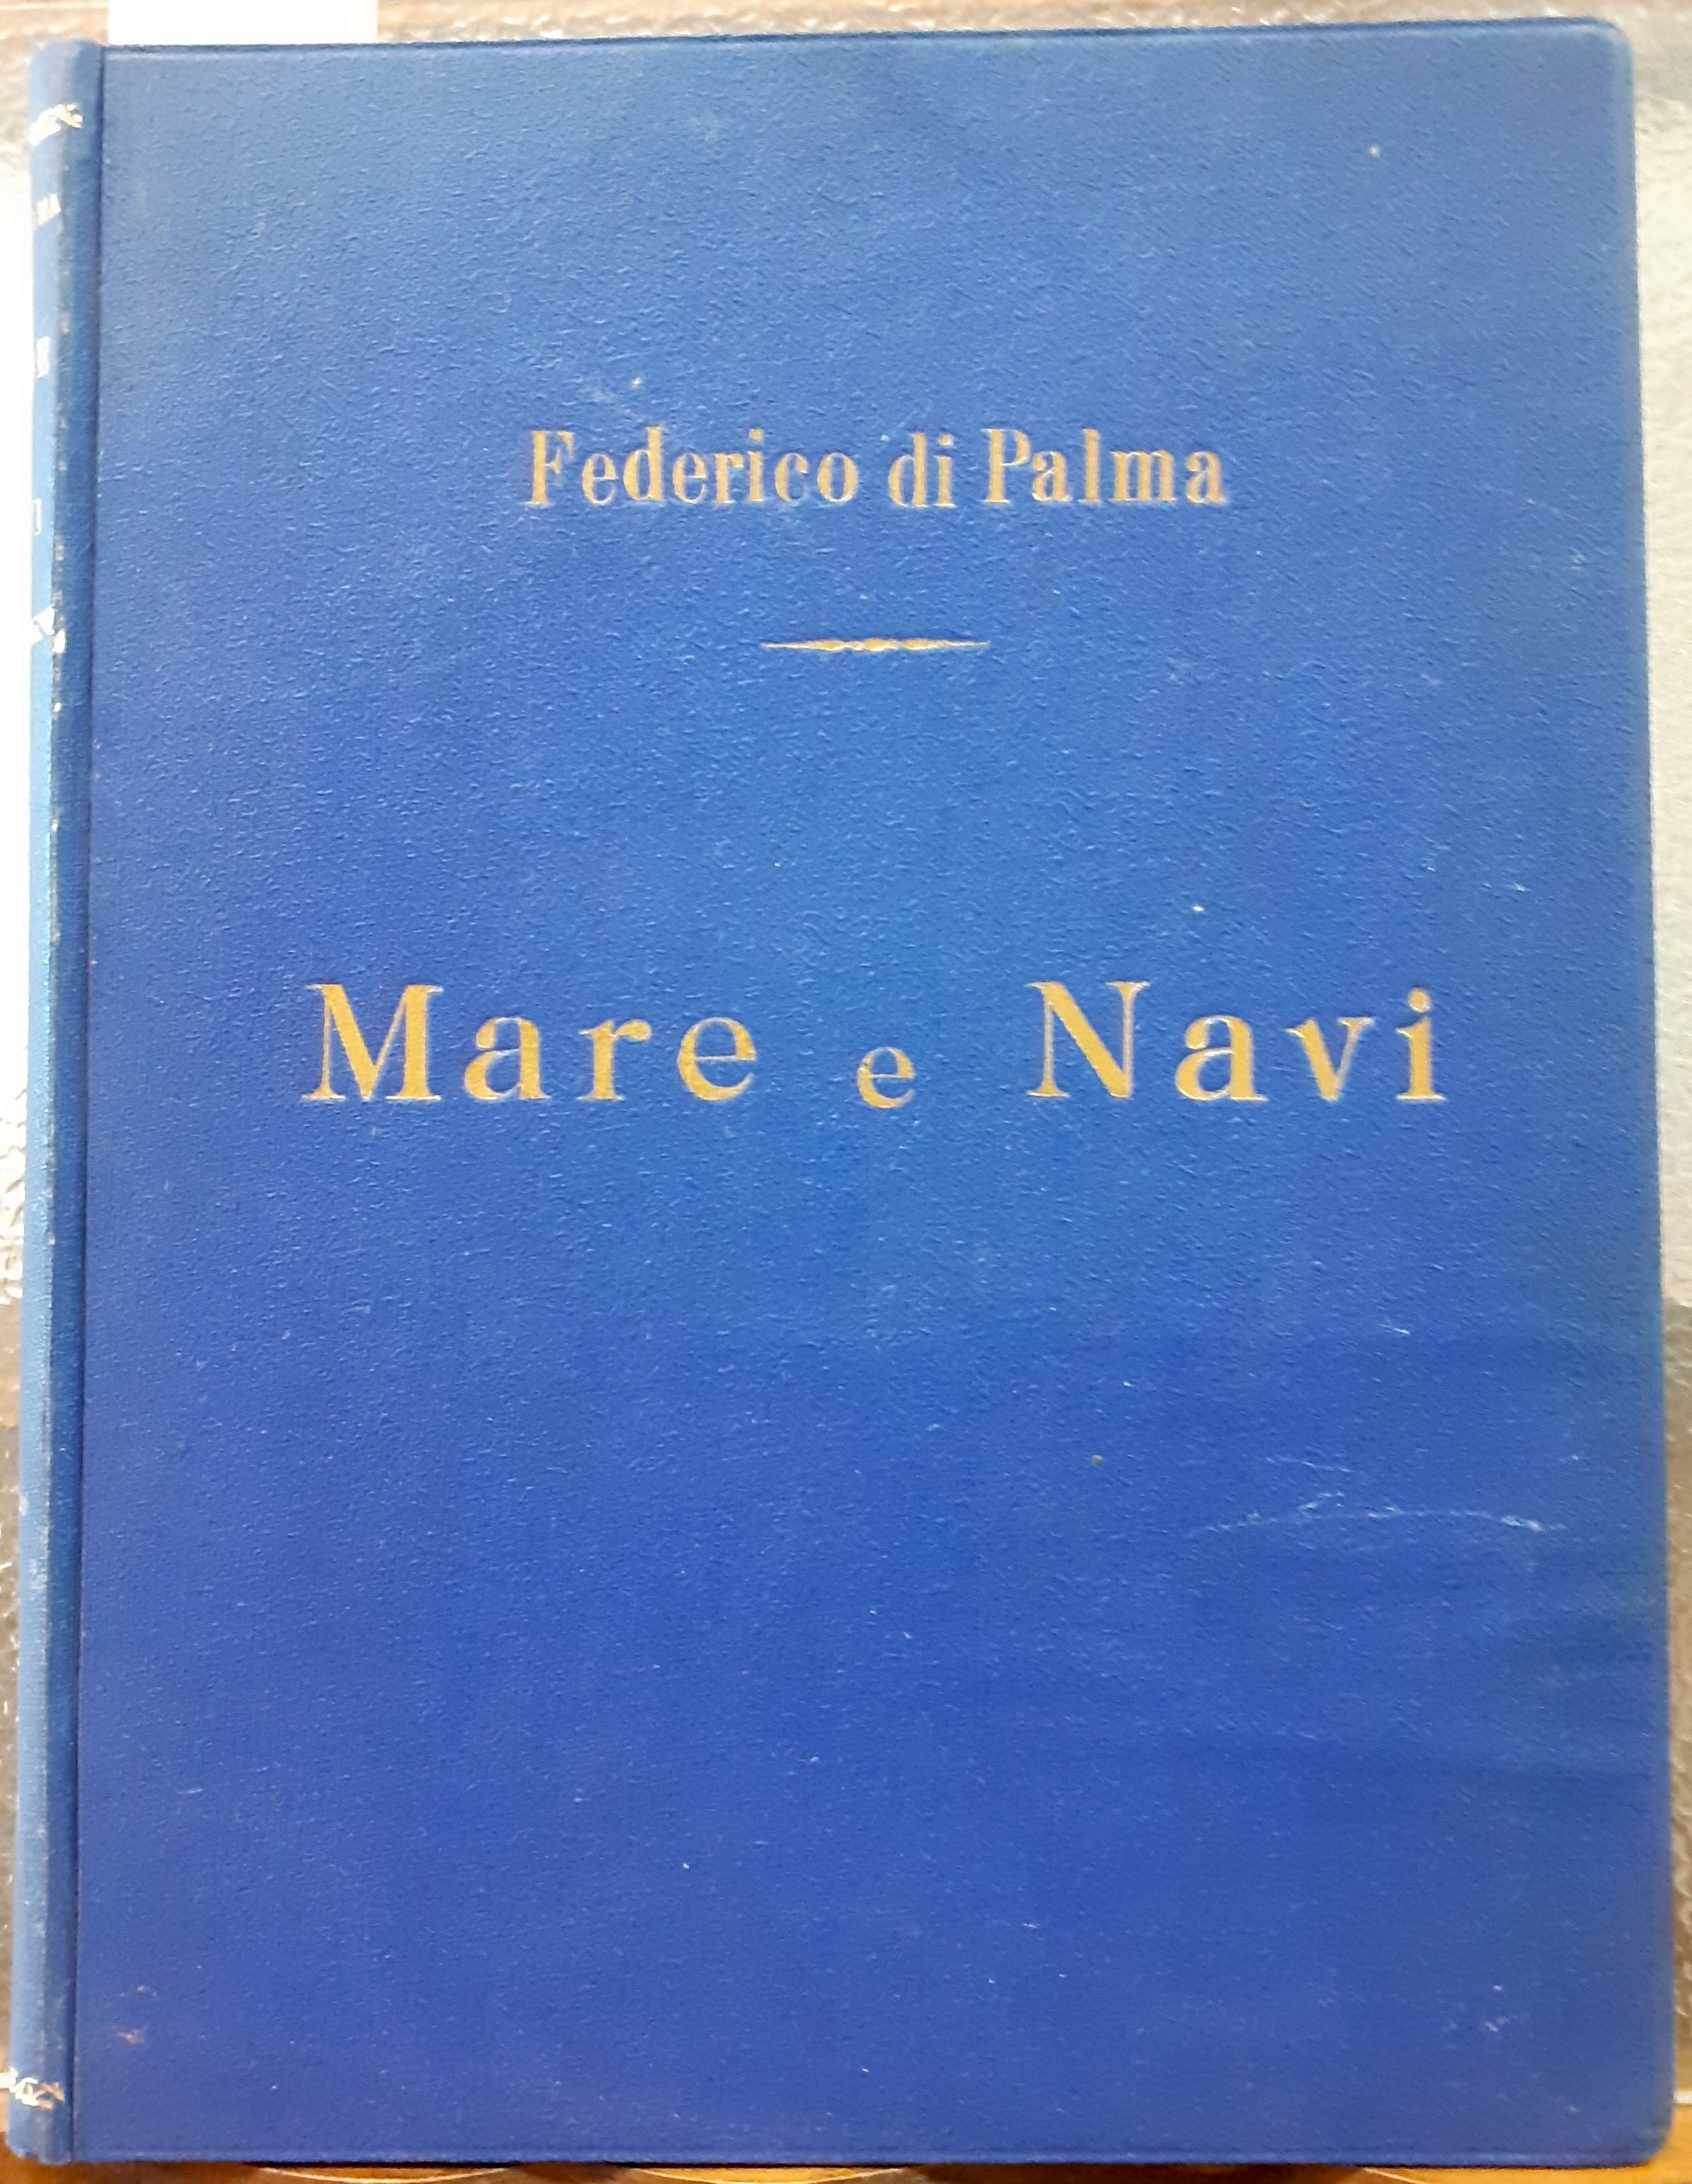 Federico di Palma
Mare e Navi